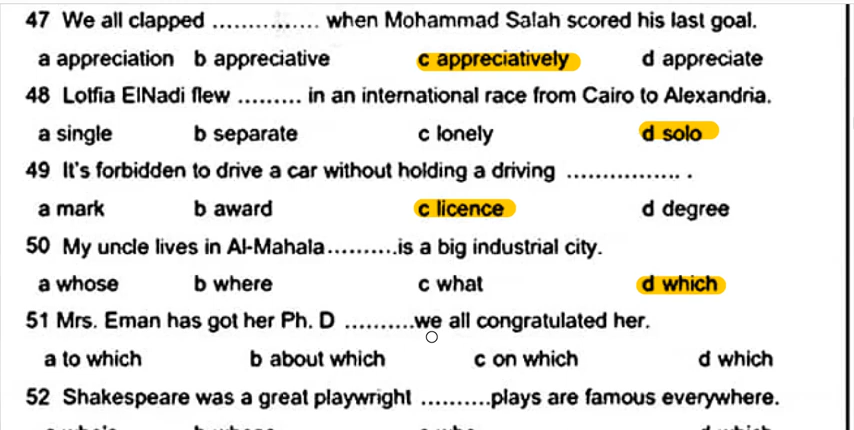 47 We all clapped ............... when Mohammad Salah scored his last goal.
a appreciation b appreciative c appreciatively d appreciate
48 Lotfia ElNadi flew ......... in an international race from Cairo to Alexandria.
a single b separate c lonely d solo
49 It's forbidden to drive a car without holding a driving ................ .
a mark b award c licence d degree
50 My uncle lives in Al-Mahala..........is a big industrial city.
a whose b where c what d which
51 Mrs. Eman has got her Ph. D ..........we all congratulated her.
a to which b about which c on which d which
52 Shakespeare was a great playwright ..........plays are famous everywhere.